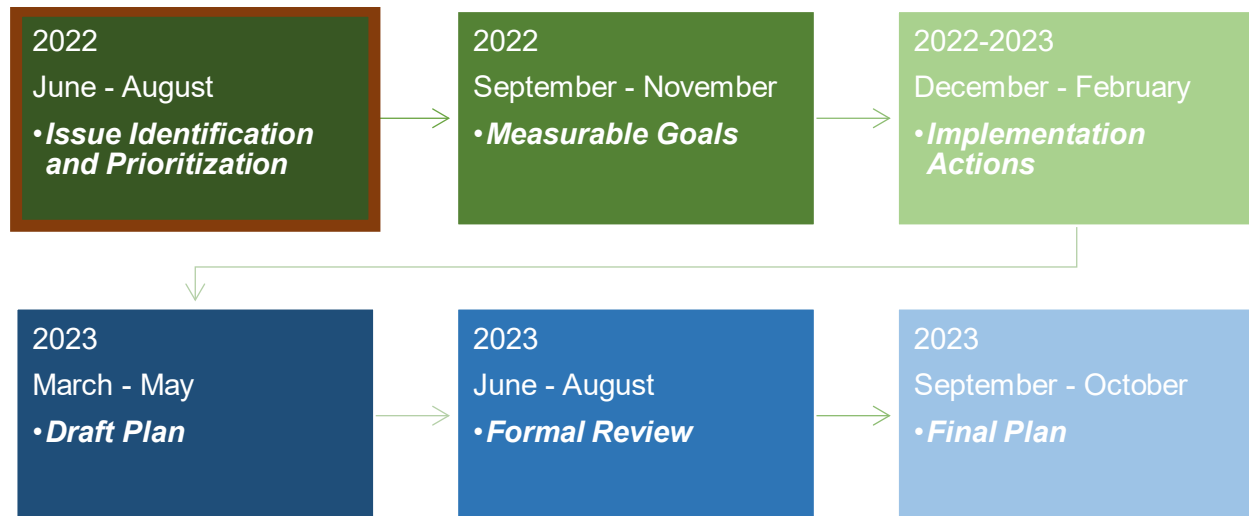 2022
June - August
•Issue Identification
and Prioritization
2022
September - November
•Measurable Goals
2022-2023
December - February
•Implementation
Actions
2023
March - May
•Draft Plan
2023
June - August
•Formal Review
2023
September - October
•Final Plan